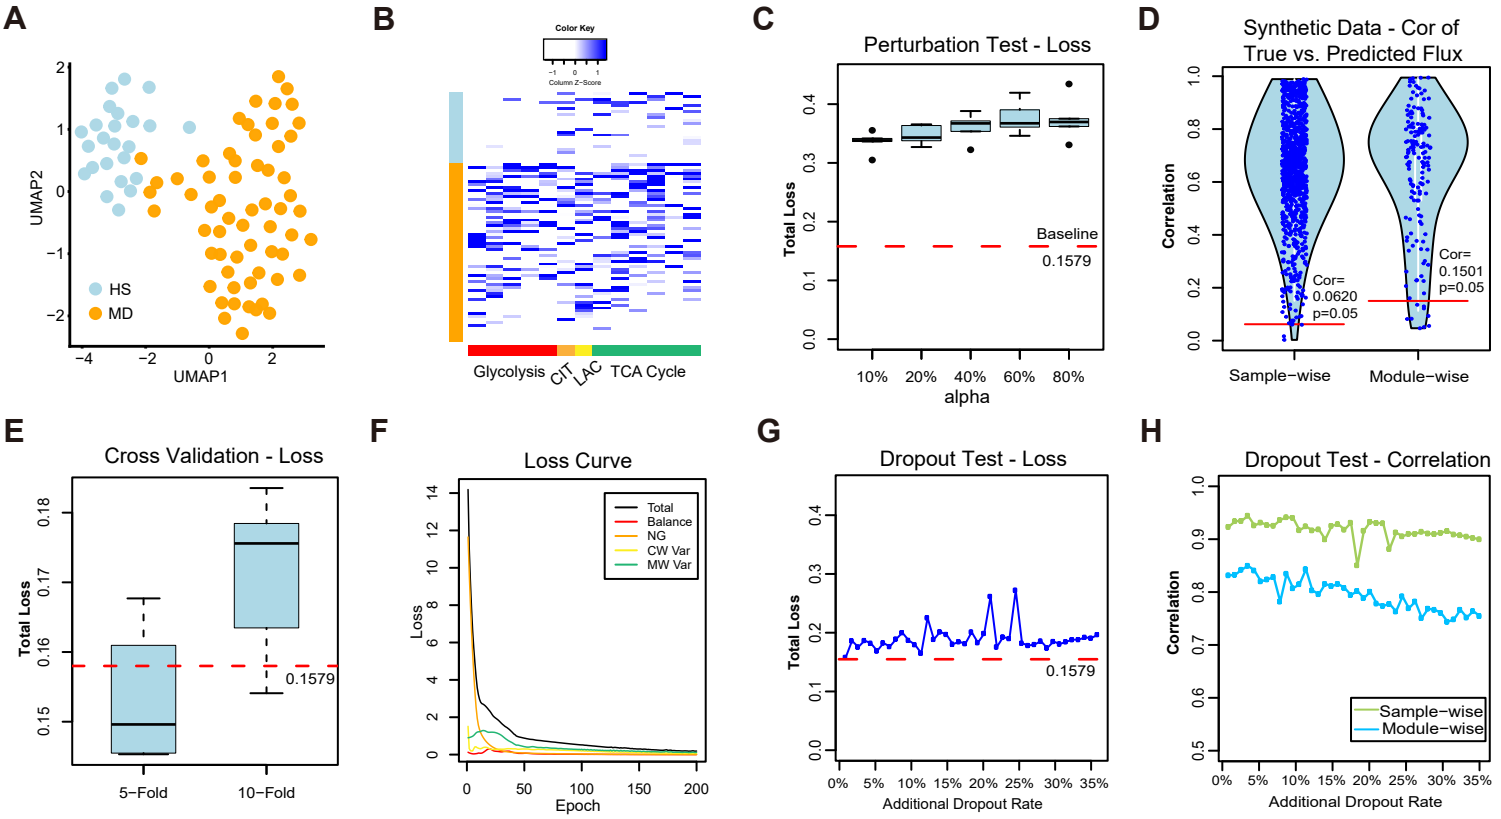 A
UMAP2
2
1
0
−1
−2
HS
MD
−4
−2
0
2
UMAP1
B
Color Key
−1
0
1
Column Z−Score
Glycolysis
CIT
LAC
TCA Cycle
C
Perturbation Test - Loss
Total Loss
0.4
0.3
0.2
0.1
0.0
Baseline
0.1579
10%
20%
40%
60%
80%
alpha
D
Synthetic Data - Cor of
True vs. Predicted Flux
Correlation
1.0
0.8
0.6
0.4
0.2
0.0
Cor=
0.0620
p=0.05
Cor=
0.1501
p=0.05
Sample−wise
Module−wise
E
Cross Validation - Loss
Total Loss
0.18
0.17
0.16
0.15
0.1579
5−Fold
10−Fold
F
Loss Curve
Loss
14
12
10
8
6
4
2
0
Total
Balance
NG
CW Var
MW Var
0
50
100
150
200
Epoch
G
Dropout Test - Loss
Total Loss
0.4
0.3
0.2
0.1
0.0
0.1579
0%
5%
10%
15%
20%
25%
30%
35%
Additional Dropout Rate
H
Dropout Test - Correlation
Correlation
1.0
0.9
0.8
0.7
0.6
0.5
Sample−wise
Module−wise
0%
5%
10%
15%
20%
25%
30%
35%
Additional Dropout Rate